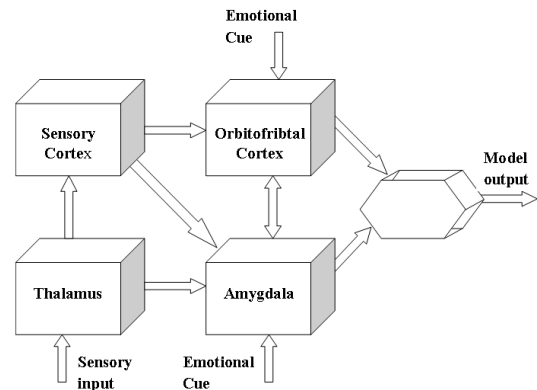 Emotional
Cue
Sensory
Cortex
Orbitofribtal
Cortex
Model
output
Thalamus
Amygdala
Sensory
input
Emotional
Cue